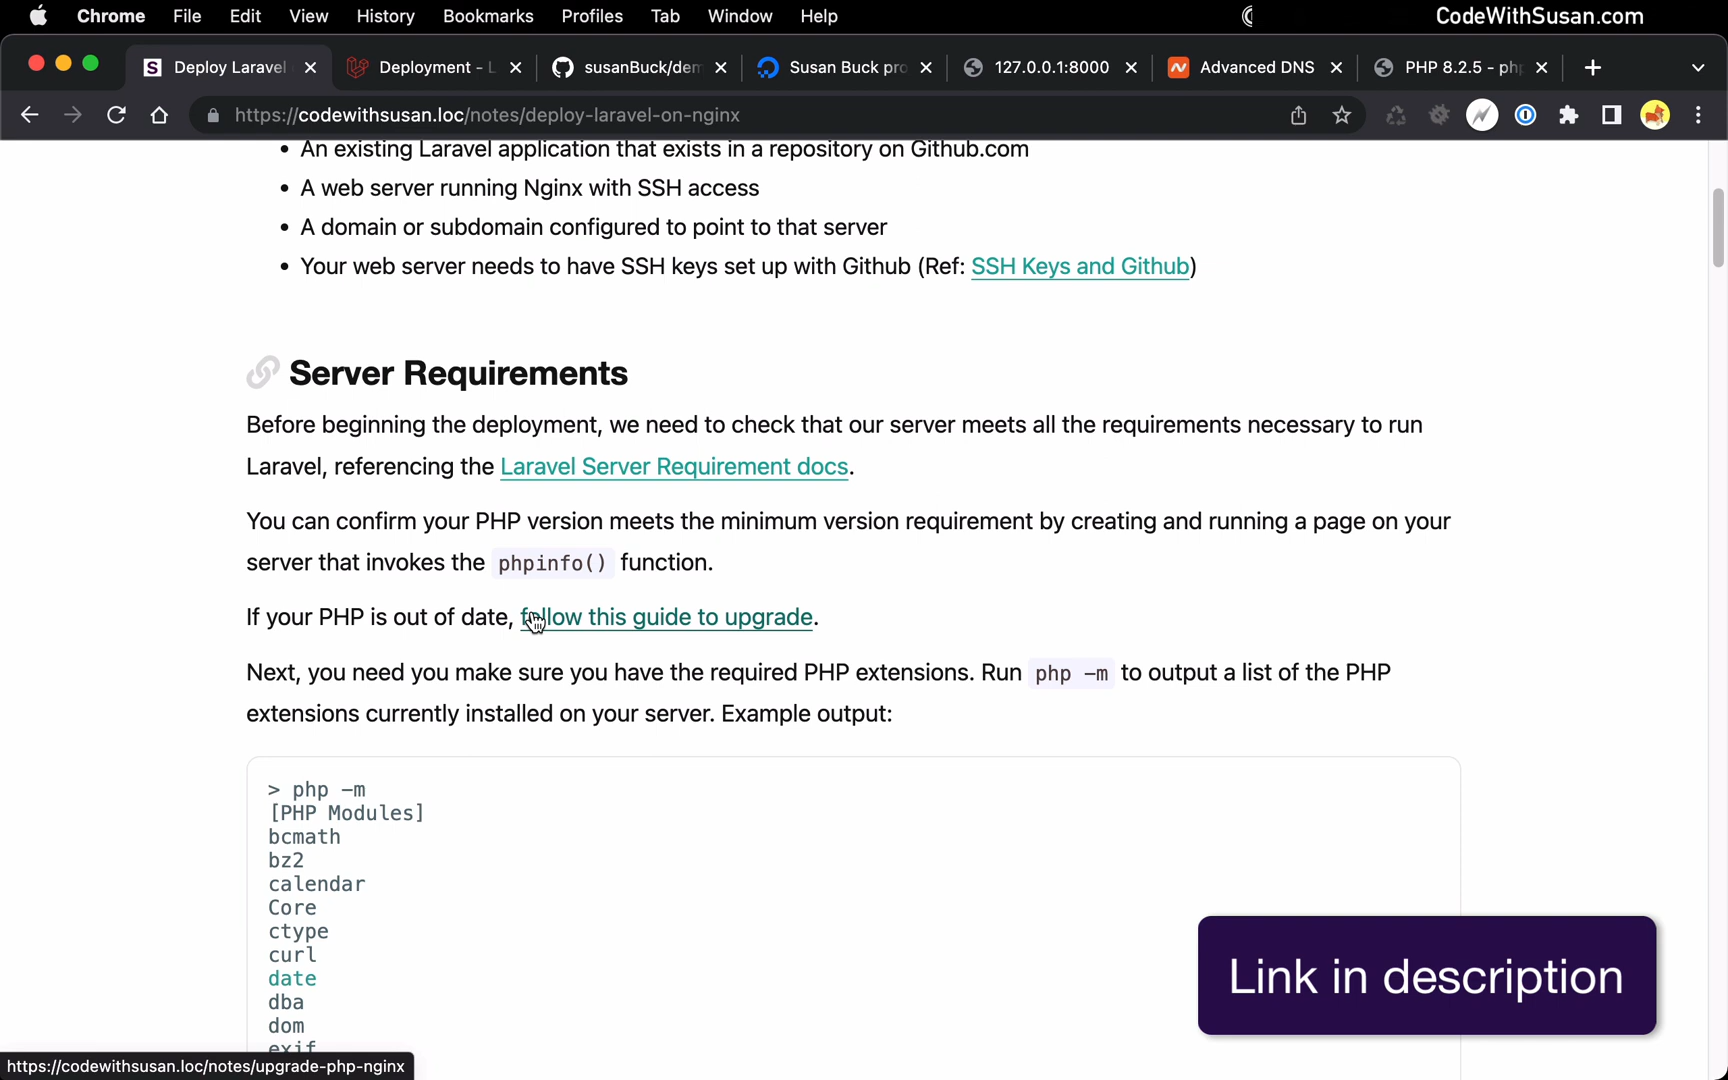 Chrome File Edit View History Bookmarks Profiles Tab Window Help
CodeWithSusan.com
Deploy Laravel
Deployment - L
susanBuck/dem
Susan Buck pro
127.0.0.1:8000
Advanced DNS
PHP 8.2.5 - php
https://codewithsusan.loc/notes/deploy-laravel-on-nginx
• An existing Laravel application that exists in a repository on Github.com
• A web server running Nginx with SSH access
• A domain or subdomain configured to point to that server
• Your web server needs to have SSH keys set up with Github (Ref: SSH Keys and Github)
Server Requirements
Before beginning the deployment, we need to check that our server meets all the requirements necessary to run
Laravel, referencing the Laravel Server Requirement docs.
You can confirm your PHP version meets the minimum version requirement by creating and running a page on your
server that invokes the phpinfo() function.
If your PHP is out of date, follow this guide to upgrade.
Next, you need you make sure you have the required PHP extensions. Run php -m to output a list of the PHP
extensions currently installed on your server. Example output:
> php -m
[PHP Modules]
bcmath
bz2
calendar
Core
ctype
curl
date
dba
dom
exif
Link in description
https://codewithsusan.loc/notes/upgrade-php-nginx